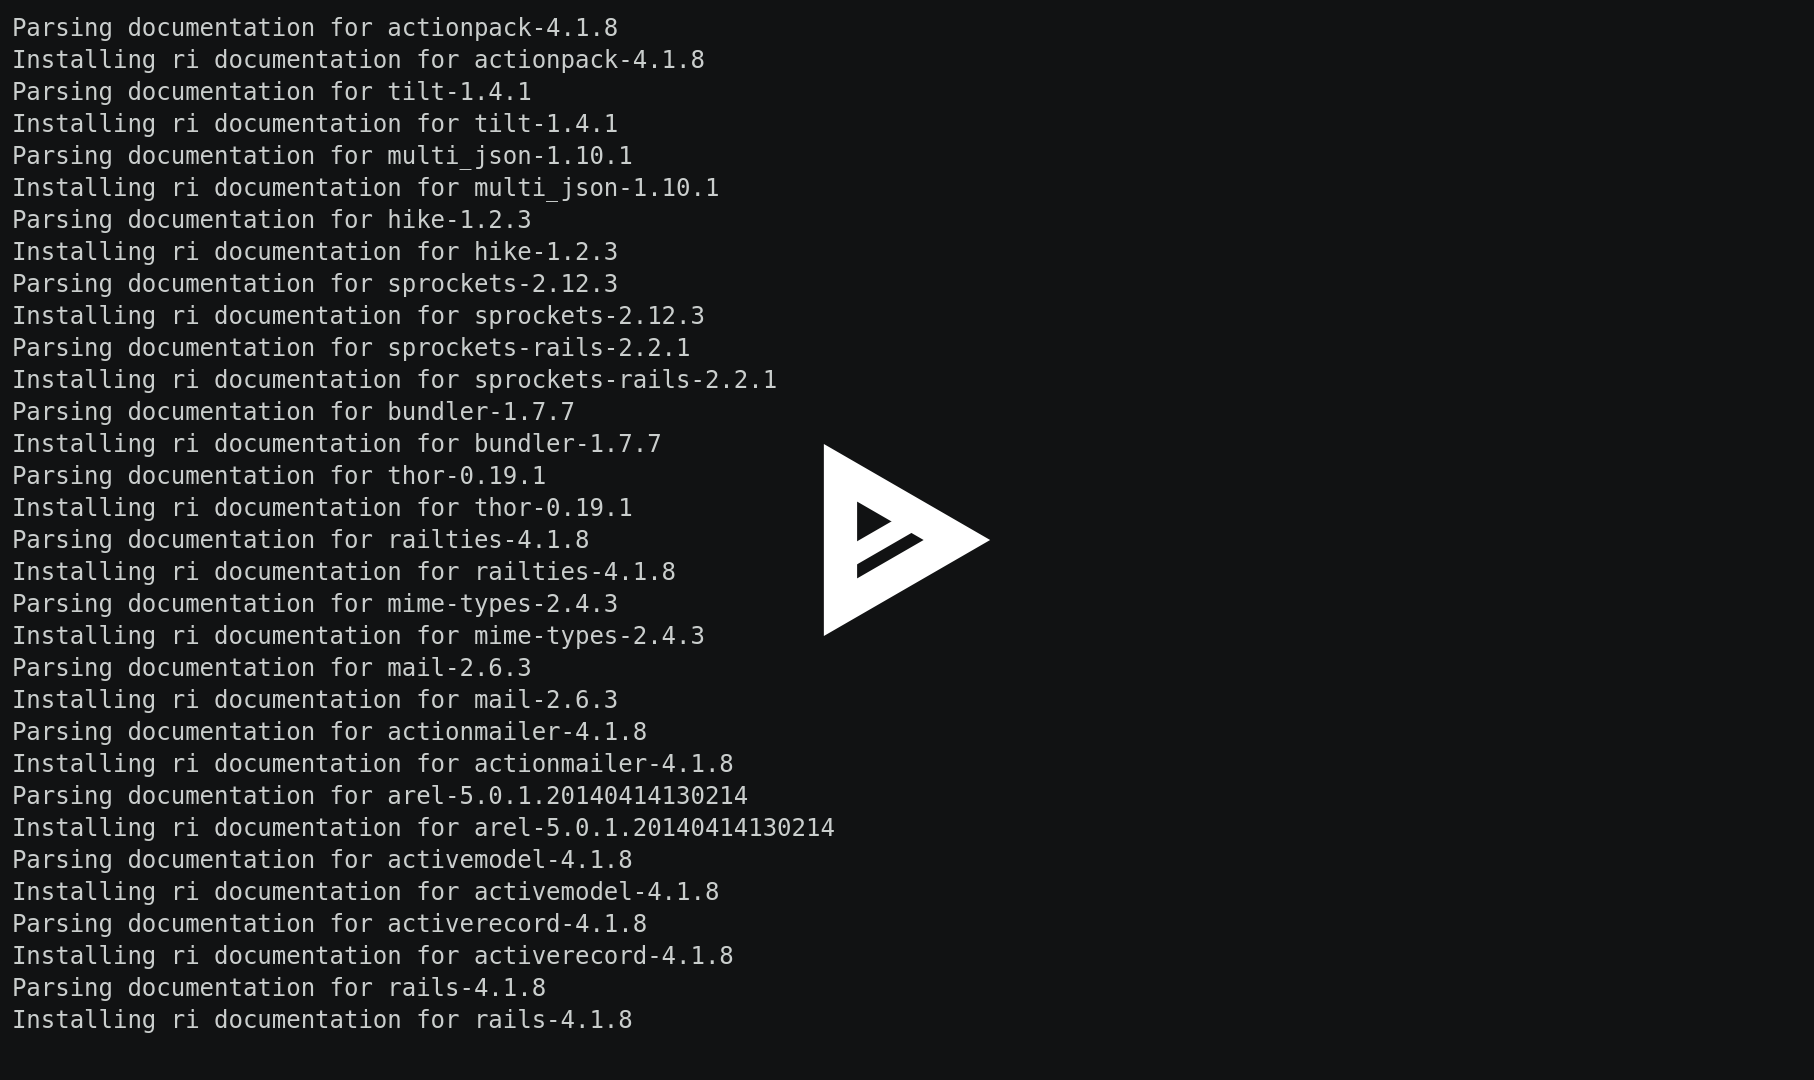 Parsing documentation for actionpack-4.1.8
Installing ri documentation for actionpack-4.1.8
Parsing documentation for tilt-1.4.1
Installing ri documentation for tilt-1.4.1
Parsing documentation for multi_json-1.10.1
Installing ri documentation for multi_json-1.10.1
Parsing documentation for hike-1.2.3
Installing ri documentation for hike-1.2.3
Parsing documentation for sprockets-2.12.3
Installing ri documentation for sprockets-2.12.3
Parsing documentation for sprockets-rails-2.2.1
Installing ri documentation for sprockets-rails-2.2.1
Parsing documentation for bundler-1.7.7
Installing ri documentation for bundler-1.7.7
Parsing documentation for thor-0.19.1
Installing ri documentation for thor-0.19.1
Parsing documentation for railties-4.1.8
Installing ri documentation for railties-4.1.8
Parsing documentation for mime-types-2.4.3
Installing ri documentation for mime-types-2.4.3
Parsing documentation for mail-2.6.3
Installing ri documentation for mail-2.6.3
Parsing documentation for actionmailer-4.1.8
Installing ri documentation for actionmailer-4.1.8
Parsing documentation for arel-5.0.1.20140414130214
Installing ri documentation for arel-5.0.1.20140414130214
Parsing documentation for activemodel-4.1.8
Installing ri documentation for activemodel-4.1.8
Parsing documentation for activerecord-4.1.8
Installing ri documentation for activerecord-4.1.8
Parsing documentation for rails-4.1.8
Installing ri documentation for rails-4.1.8